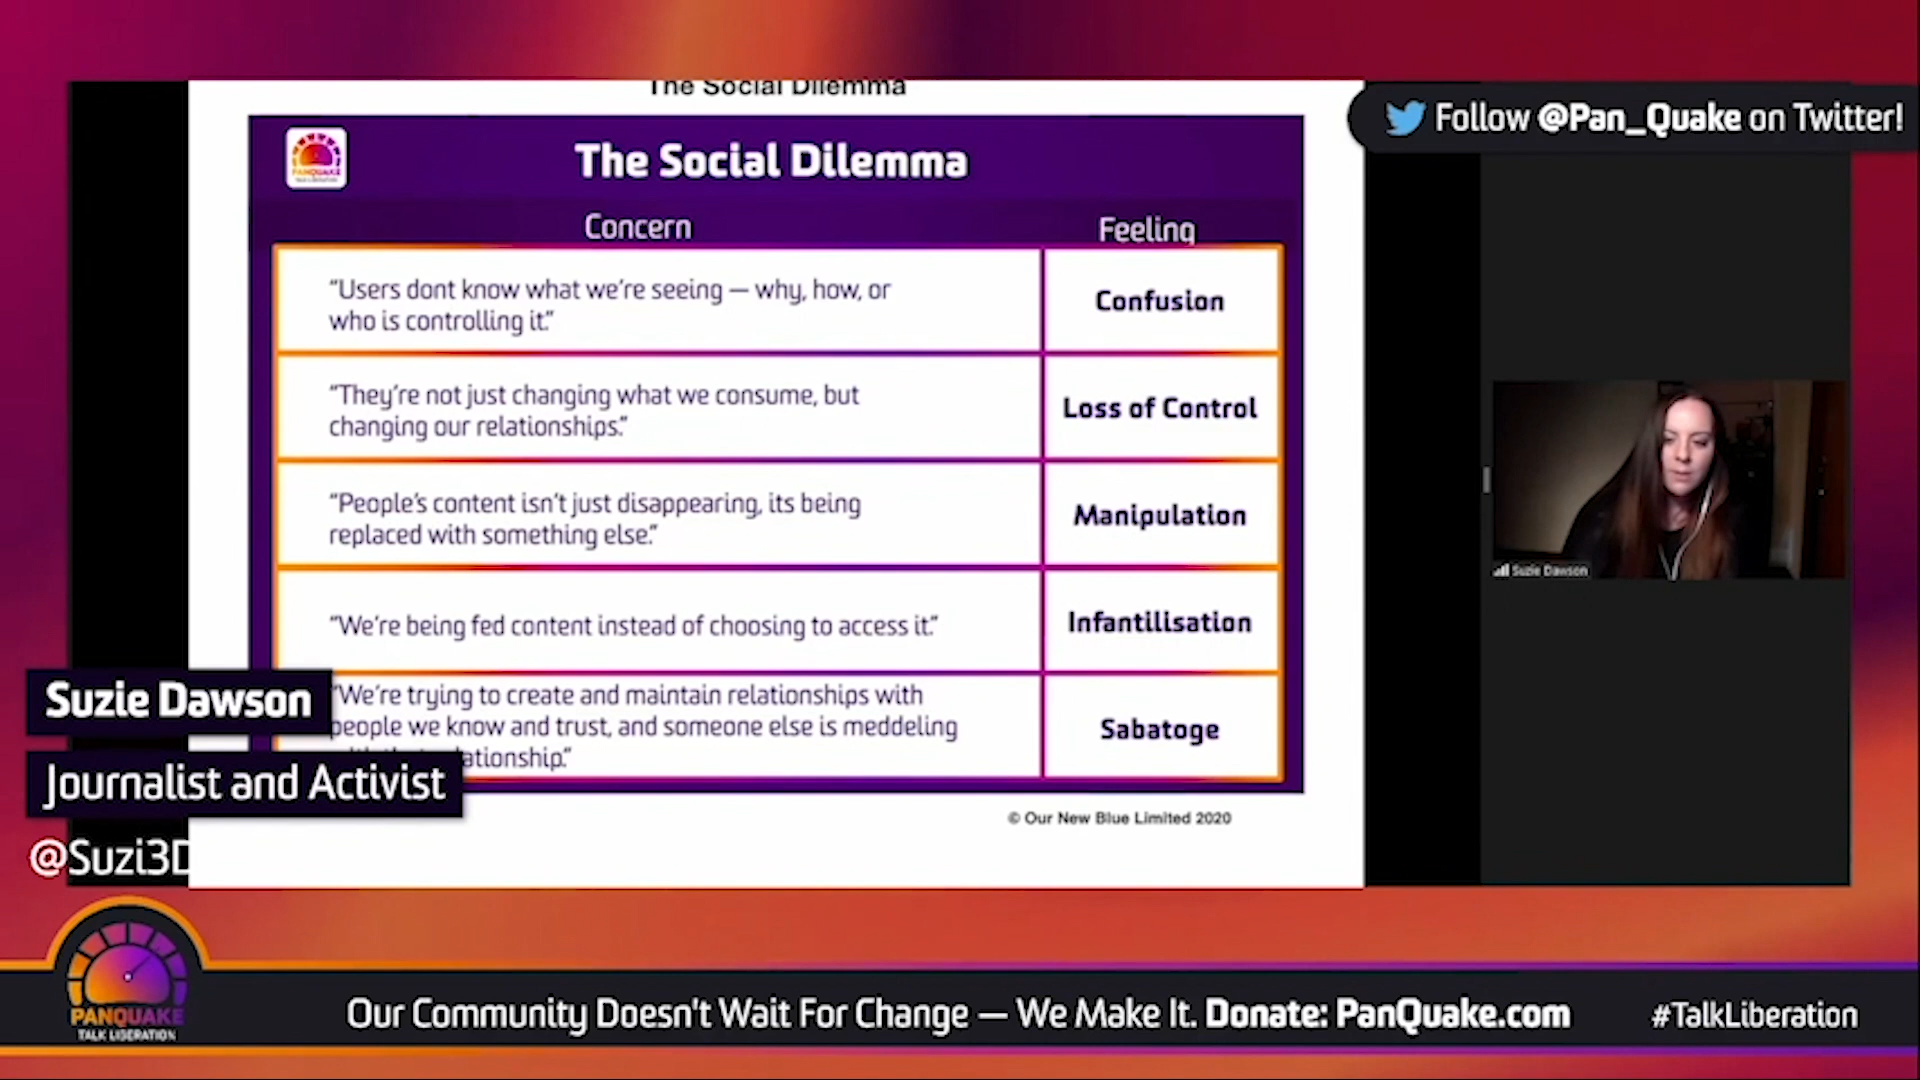 The Social Dilemma
Follow @Pan_Quake on Twitter!
PANQUAKE
The Social Dilemma
Concern
Feeling
“Users dont know what we’re seeing — why, how, or
who is controlling it.”
Confusion
“They’re not just changing what we consume, but
changing our relationships.”
Loss of Control
“People’s content isn’t just disappearing, its being
replaced with something else.”
Manipulation
“We’re being fed content instead of choosing to access it.”
Infantilisation
“We’re trying to create and maintain relationships with
people we know and trust, and someone else is meddeling
ationship.”
Sabatoge
Suzie Dawson
Suzie Dawson
Journalist and Activist
© Our New Blue Limited 2020
@Suzi3D
PANQUAKE
TALK LIBERATION
Our Community Doesn't Wait For Change — We Make It. Donate: PanQuake.com
#TalkLiberation